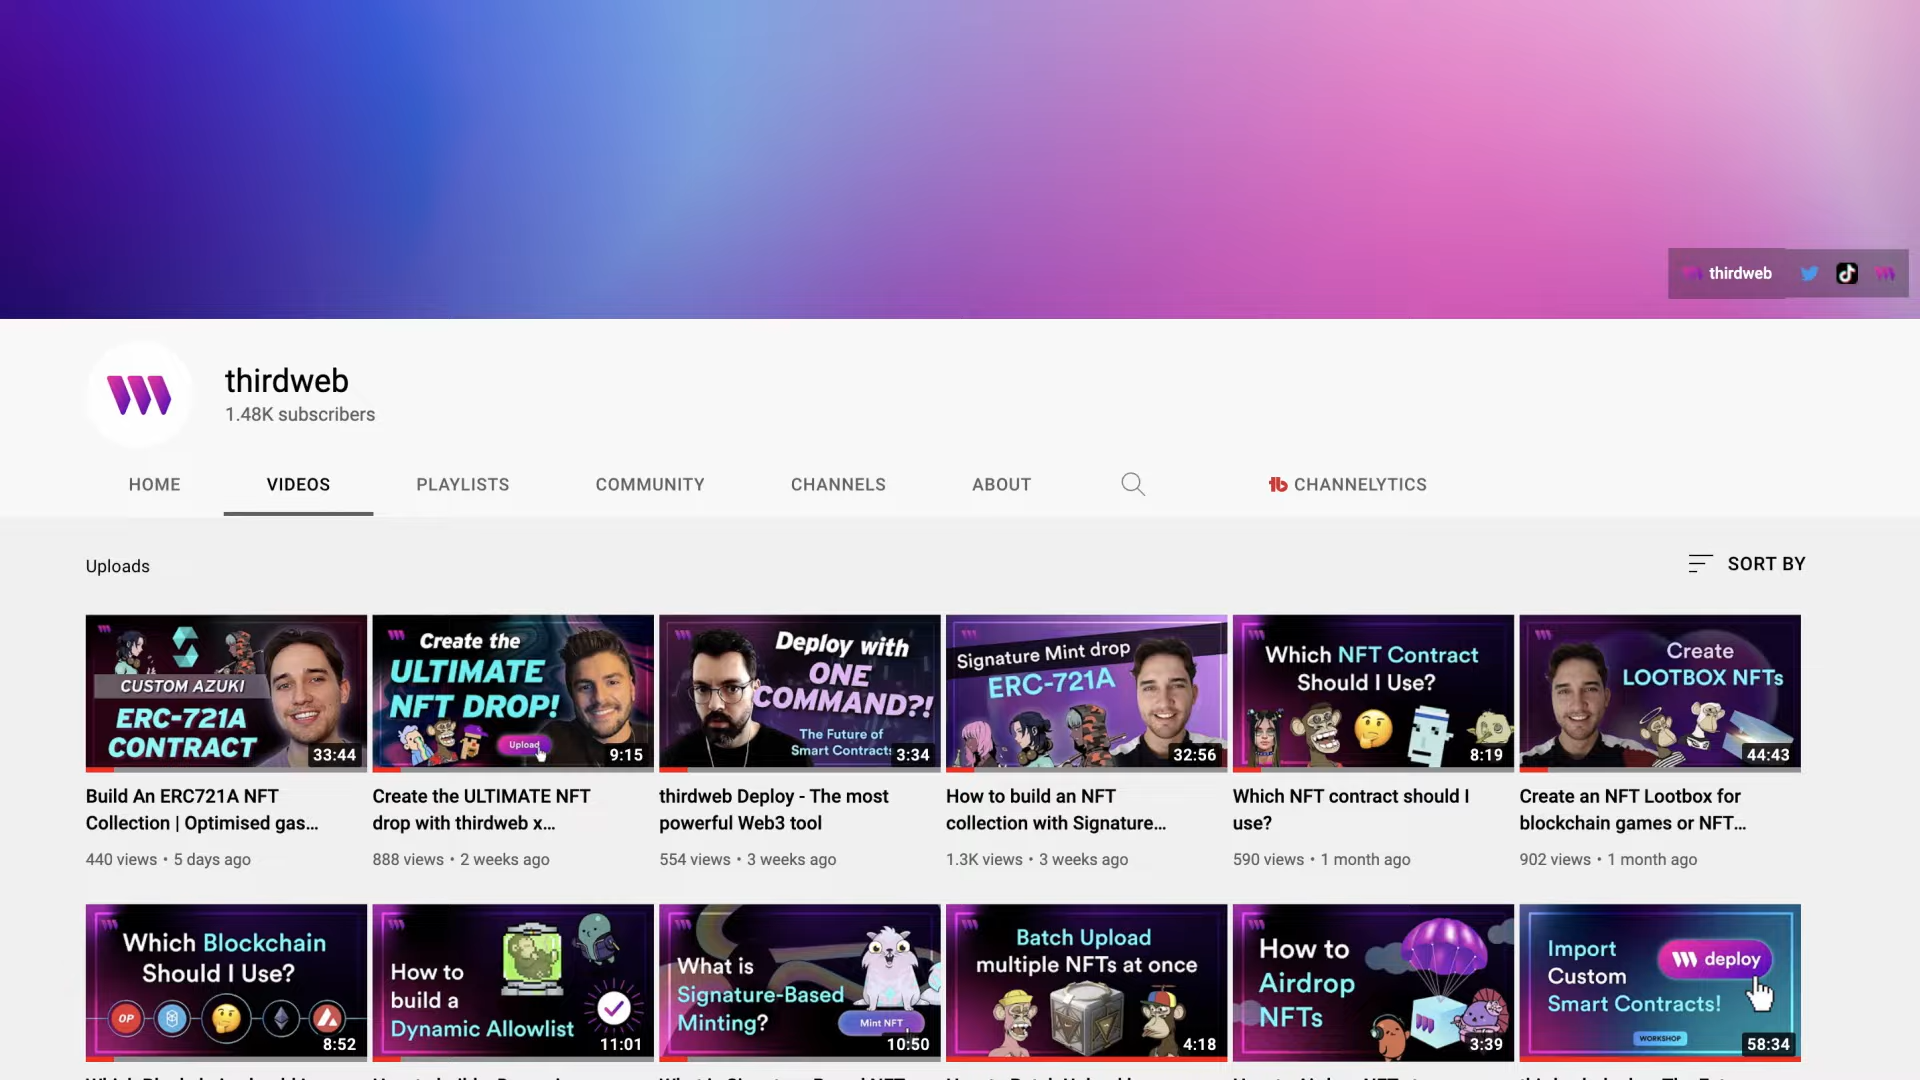 thirdweb
thirdweb
1.48K subscribers
HOME
VIDEOS
PLAYLISTS
COMMUNITY
CHANNELS
ABOUT
CHANNELYTICS
Uploads
SORT BY
CUSTOM AZUKI
ERC-721A
CONTRACT
33:44
Build An ERC721A NFT
Collection | Optimised gas...
440 views • 5 days ago
Create the
ULTIMATE
NFT DROP!
Upload
9:15
Create the ULTIMATE NFT
drop with thirdweb x...
888 views • 2 weeks ago
Deploy with
ONE
COMMAND?!
The Future of
Smart Contracts
3:34
thirdweb Deploy - The most
powerful Web3 tool
554 views • 3 weeks ago
Signature Mint drop
ERC-721A
32:56
How to build an NFT
collection with Signature...
1.3K views • 3 weeks ago
Which NFT Contract
Should I Use?
8:19
Which NFT contract should I
use?
590 views • 1 month ago
Create
LOOTBOX NFTs
44:43
Create an NFT Lootbox for
blockchain games or NFT...
902 views • 1 month ago
Which Blockchain
Should I Use?
OP
8:52
How to
build a
Dynamic Allowlist
11:01
What is
Signature-Based
Minting?
Mint NFT
10:50
Batch Upload
multiple NFTs at once
4:18
How to
Airdrop
NFTs
3:39
Import
Custom
Smart Contracts!
deploy
WORKSHOP
58:34